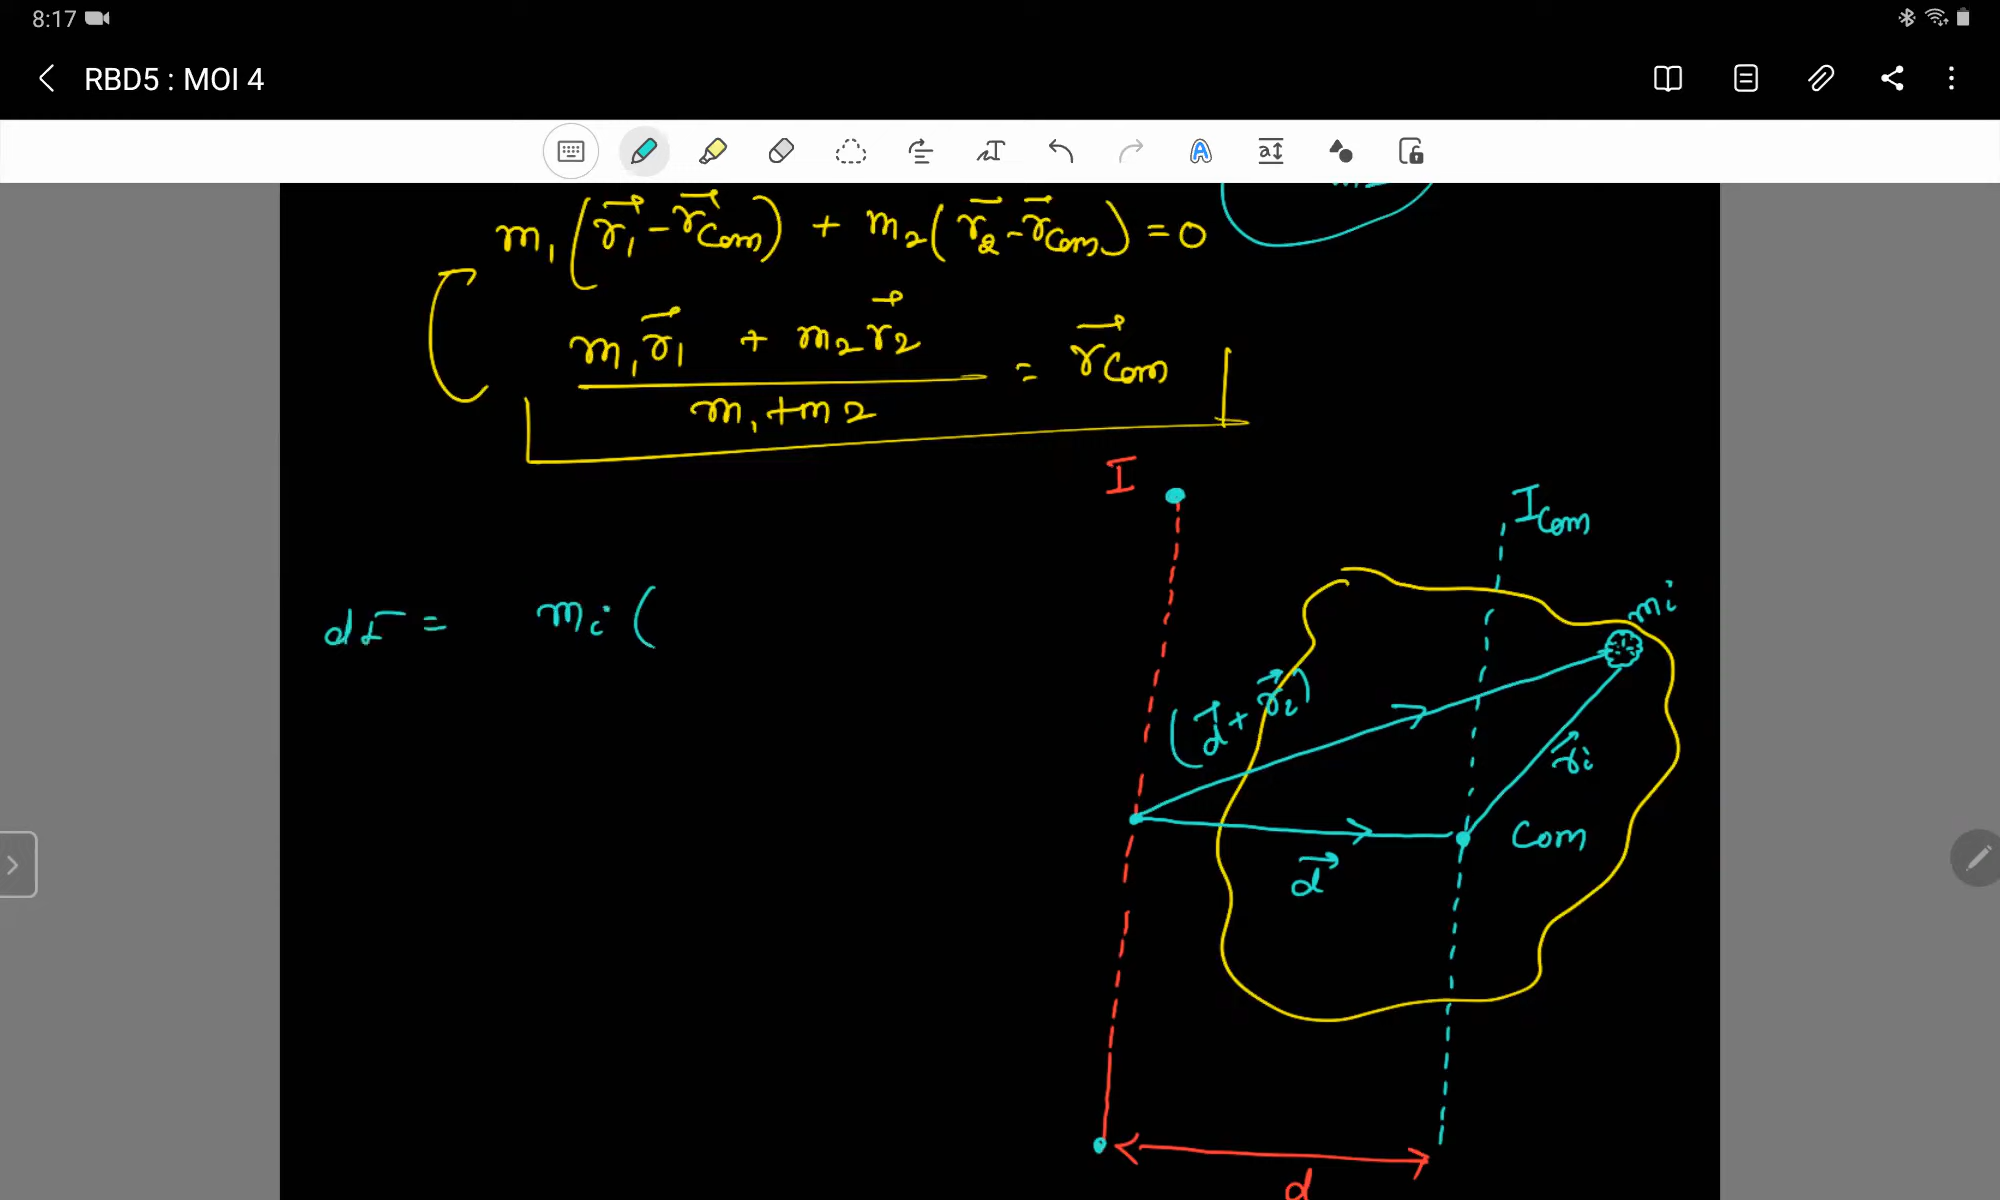 8:17
RBD5 : MOI 4
m₁(r⃗₁ - r⃗com) + m₂(r⃗₂ - r⃗com) = 0
m₁r⃗₁ + m₂r⃗₂
= r⃗com
m₁ + m₂
I
Icom
dI = mi (
mi
(d⃗ + r⃗i)
r⃗i
Com
d⃗
d